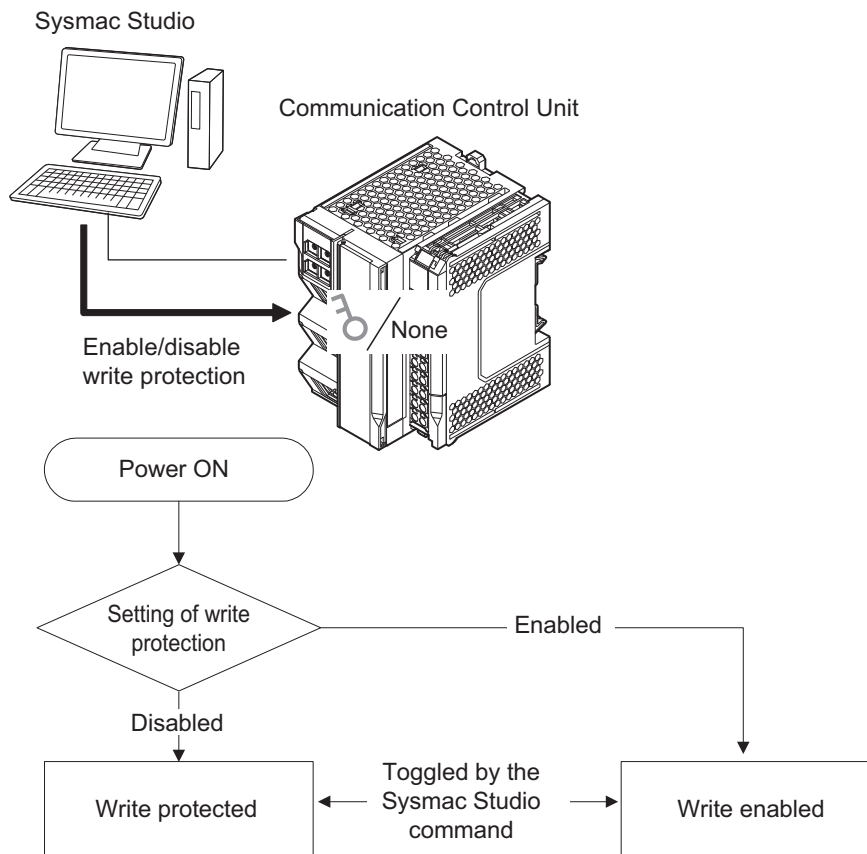 Sysmac Studio
Communication Control Unit
None
Enable/disable
write protection
Power ON
Setting of write
protection
Enabled
Disabled
Write protected
Toggled by the
Sysmac Studio
command
Write enabled